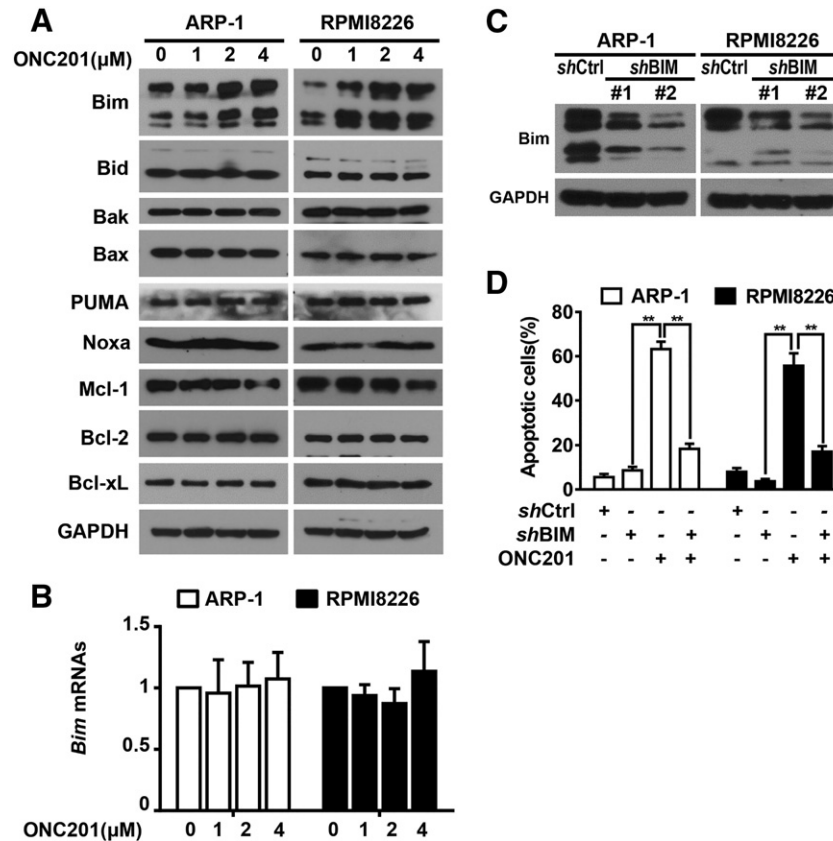 A
ARP-1 RPMI8226
ONC201(μM) 0 1 2 4 0 1 2 4
Bim
Bid
Bak
Bax
PUMA
Noxa
Mcl-1
Bcl-2
Bcl-xL
GAPDH
B
ARP-1 RPMI8226
Bim mRNAs
1.5
1
0.5
0
ONC201(μM) 0 1 2 4 0 1 2 4
C
ARP-1 RPMI8226
shCtrl shBIM shCtrl shBIM
#1 #2 #1 #2
Bim
GAPDH
D
ARP-1 RPMI8226
Apoptotic cells(%)
80
60
40
20
0
** ** ** **
shCtrl + - - - + - - -
shBIM - + - + - + - +
ONC201 - - + + - - + +